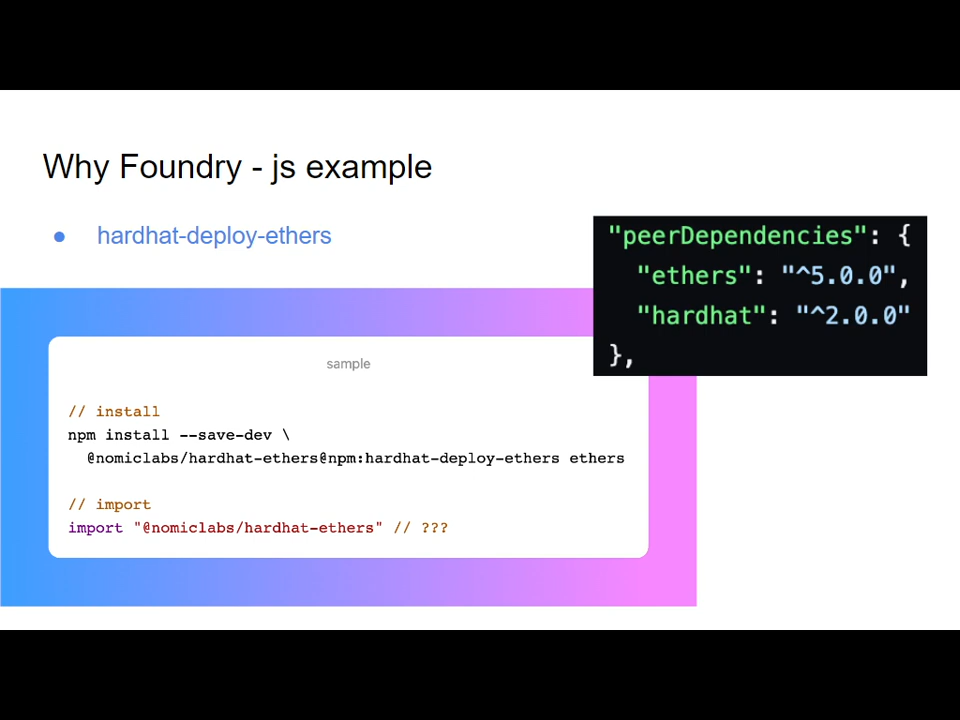 Why Foundry - js example
● hardhat-deploy-ethers
"peerDependencies": {
"ethers": "^5.0.0",
"hardhat": "^2.0.0"
},
sample
// install
npm install --save-dev \
@nomiclabs/hardhat-ethers@npm:hardhat-deploy-ethers ethers
// import
import "@nomiclabs/hardhat-ethers" // ???